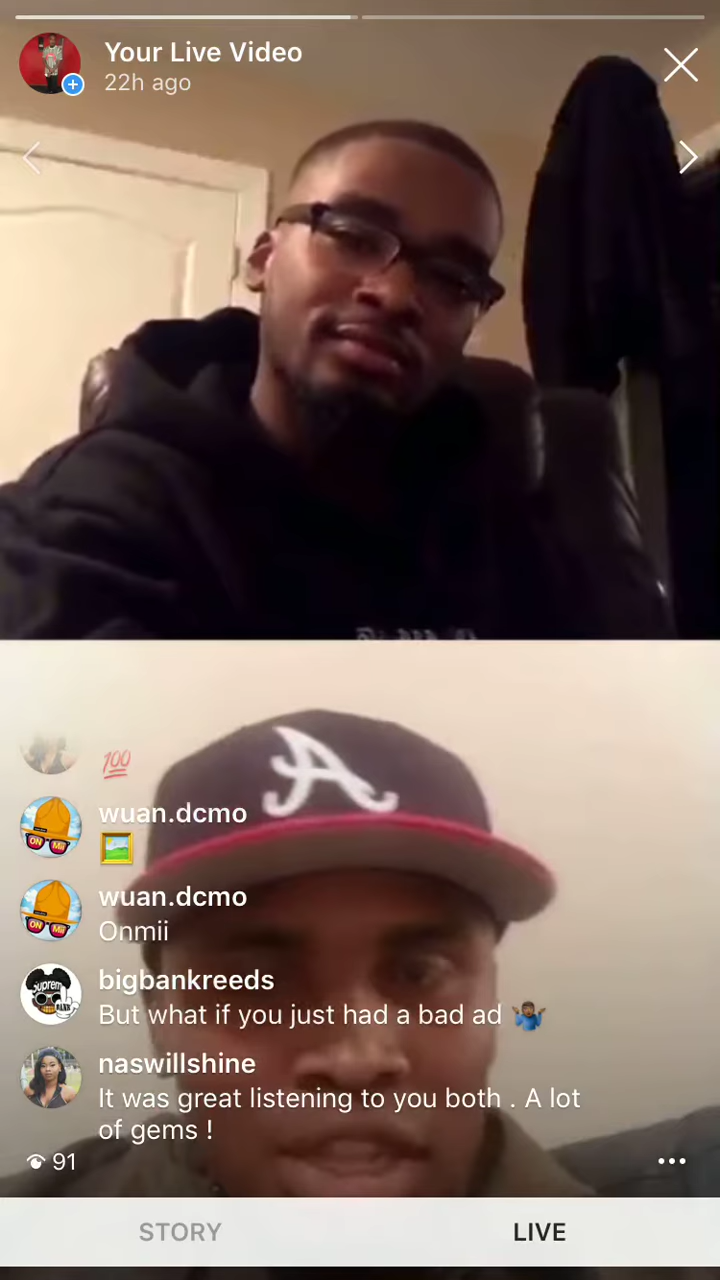 Your Live Video
22h ago
A
💯
wuan.dcmo
🖼️
wuan.dcmo
Onmii
bigbankreeds
But what if you just had a bad ad 🤷🏾‍♂️
naswillshine
It was great listening to you both . A lot
of gems !
91
STORY
LIVE